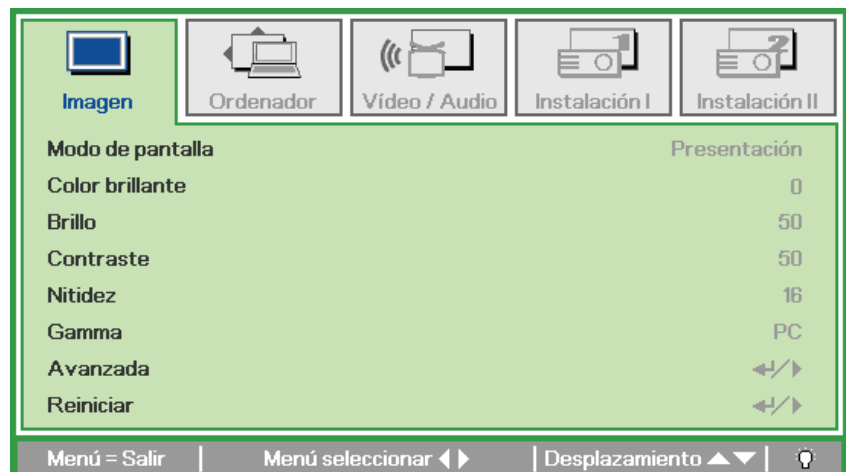 Imagen
Ordenador
Vídeo / Audio
Instalación I
Instalación II
Modo de pantalla Presentación
Color brillante 0
Brillo 50
Contraste 50
Nitidez 16
Gamma PC
Avanzada
Reiniciar
Menú = Salir Menú seleccionar Desplazamiento